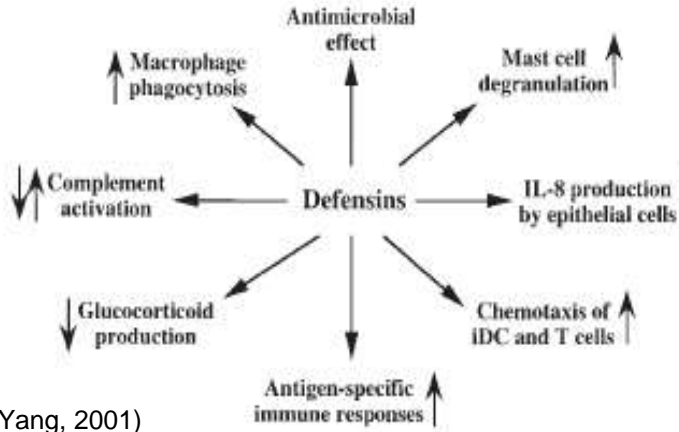 Antimicrobial
effect
Macrophage
phagocytosis
Mast cell
degranulation
Complement
activation
Defensins
IL-8 production
by epithelial cells
Glucocorticoid
production
Chemotaxis of
iDC and T cells
Antigen-specific
immune responses
Yang, 2001)